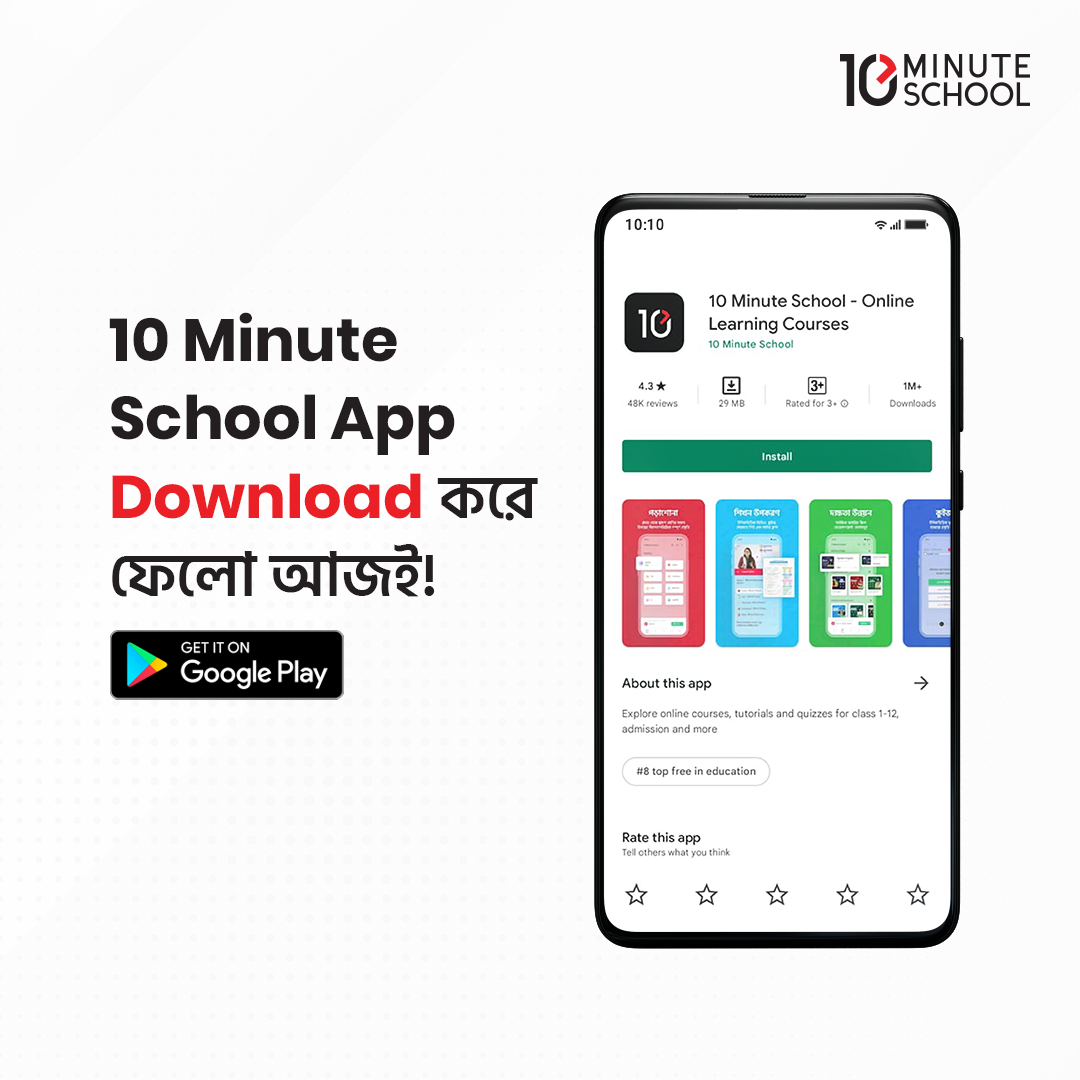 10 MINUTE
SCHOOL
10 Minute
School App
Download করে
ফেলো আজই!
GET IT ON
Google Play
10:10
10
10 Minute School - Online
Learning Courses
10 Minute School
4.3 ★
48K reviews
29 MB
3+
Rated for 3+
1M+
Downloads
Install
পড়াশোনা
শিখন উপকরণ
দক্ষতা উন্নয়ন
About this app
Explore online courses, tutorials and quizzes for class 1-12,
admission and more
#8 top free in education
Rate this app
Tell others what you think